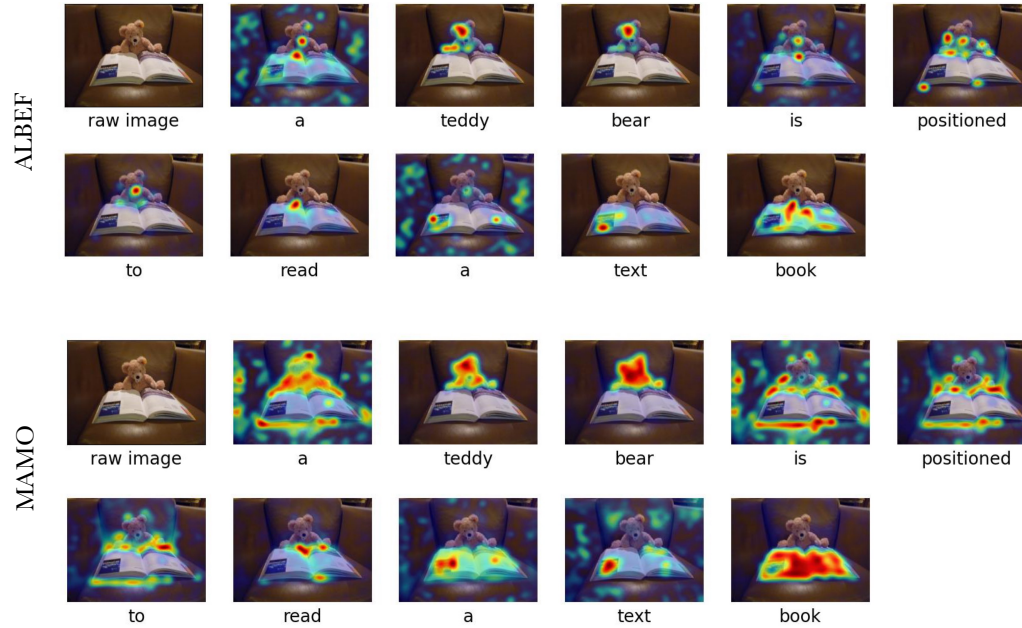 ALBEF
raw image a teddy bear is positioned
to read a text book
MAMO
raw image a teddy bear is positioned
to read a text book